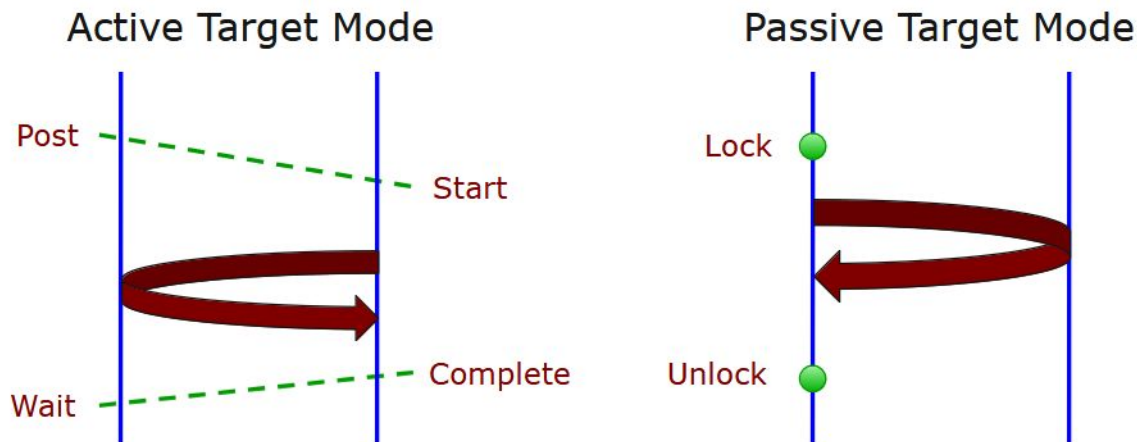 Active Target Mode
Post
Start
Complete
Wait
Passive Target Mode
Lock
Unlock